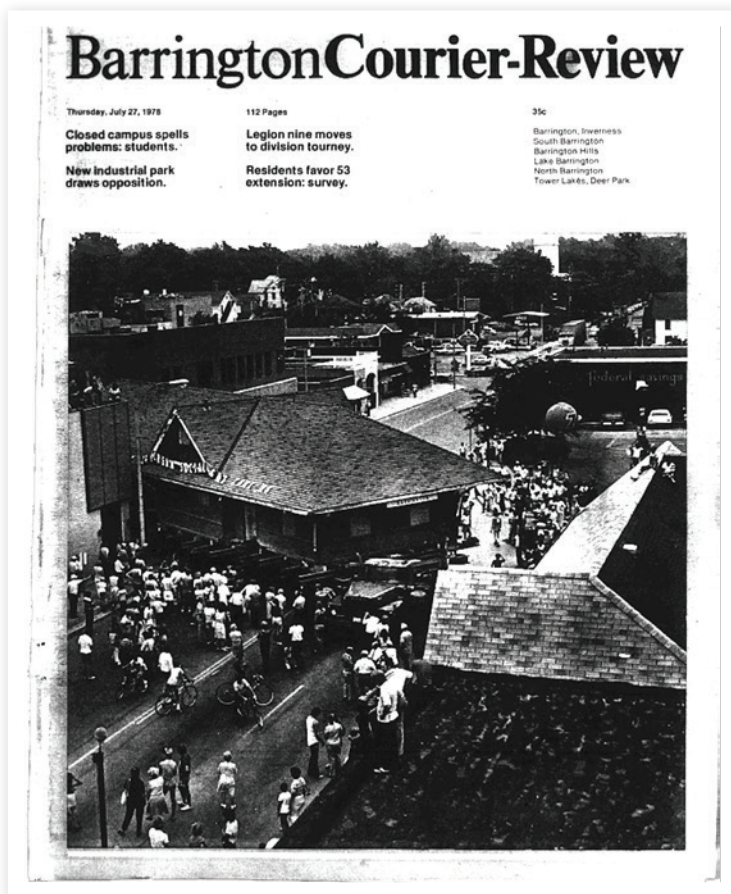 BarringtonCourier-Review
Thursday, July 27, 1978
112 Pages
35c
Closed campus spells
problems: students.
New industrial park
draws opposition.
Legion nine moves
to division tourney.
Residents favor 53
extension: survey.
Barrington, Inverness
South Barrington
Barrington Hills
Lake Barrington
North Barrington
Tower Lakes, Deer Park
federal savings